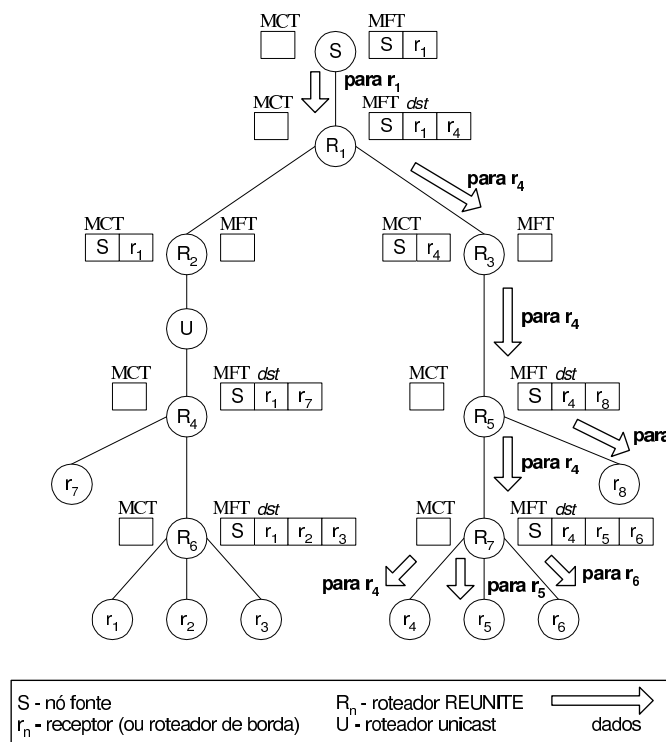 MCT
MFT
S
S r1
para r1
MCT
MFT dst
R1
S r1 r4
para r4
MCT
MFT
S r1
R2
MCT
MFT
S r4
R3
U
para r4
MCT
MFT dst
R4
S r1 r7
MCT
MFT dst
R5
S r4 r8
para
r7
para r4
r8
MCT
MFT dst
R6
S r1 r2 r3
MCT
MFT dst
R7
S r4 r5 r6
para r4
para r5
para r6
r1
r2
r3
r4
r5
r6
S - nó fonte
Rn - roteador REUNITE
rn - receptor (ou roteador de borda)
U - roteador unicast
dados